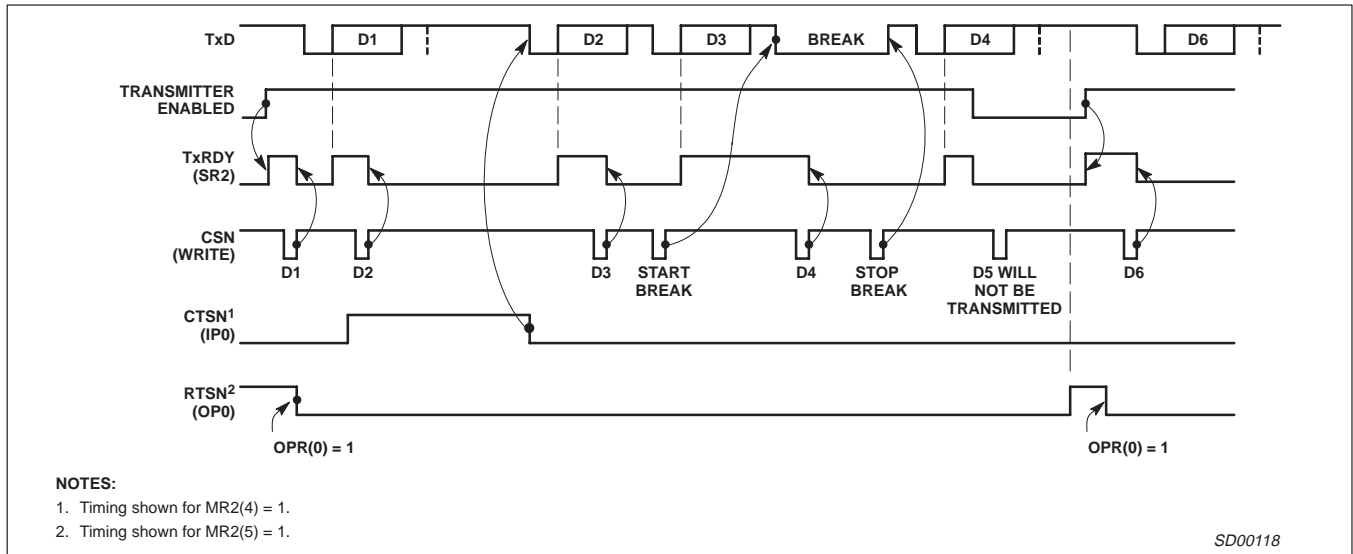 TxD
D1
D2
D3
BREAK
D4
D6
TRANSMITTER
ENABLED
TxRDY
(SR2)
CSN
(WRITE)
D1
D2
D3
START
BREAK
D4
STOP
BREAK
D5 WILL
NOT BE
TRANSMITTED
D6
CTSN1
(IP0)
RTSN2
(OP0)
OPR(0) = 1
OPR(0) = 1
NOTES:
1. Timing shown for MR2(4) = 1.
2. Timing shown for MR2(5) = 1.
SD00118